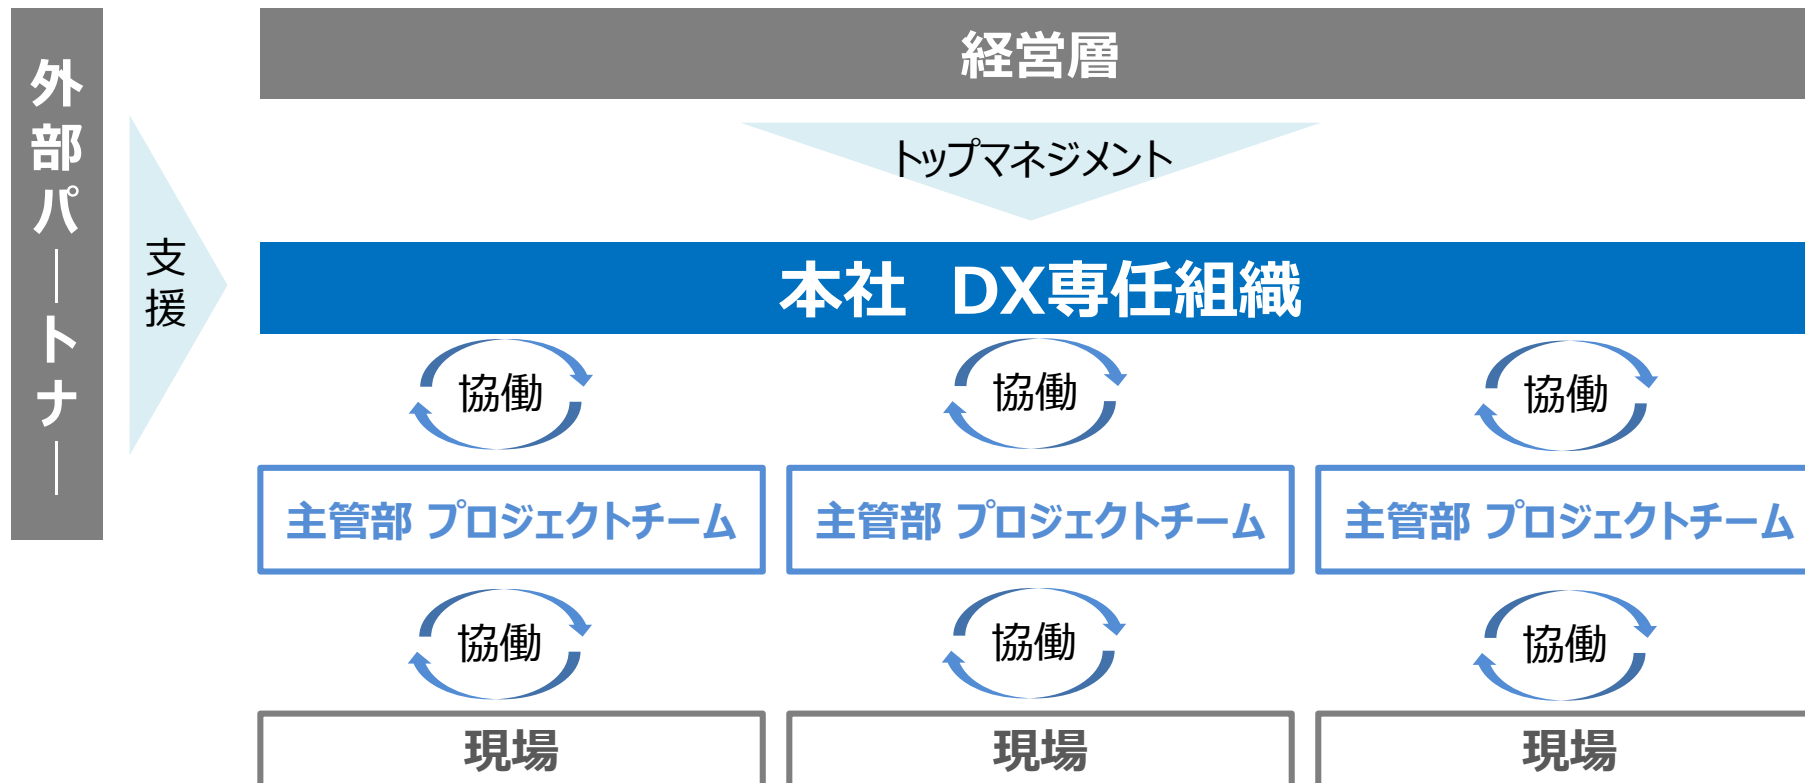 外部パートナー
支援
経営層
トップマネジメント
本社　DX専任組織
協働
協働
協働
主管部 プロジェクトチーム
主管部 プロジェクトチーム
主管部 プロジェクトチーム
協働
協働
協働
現場
現場
現場